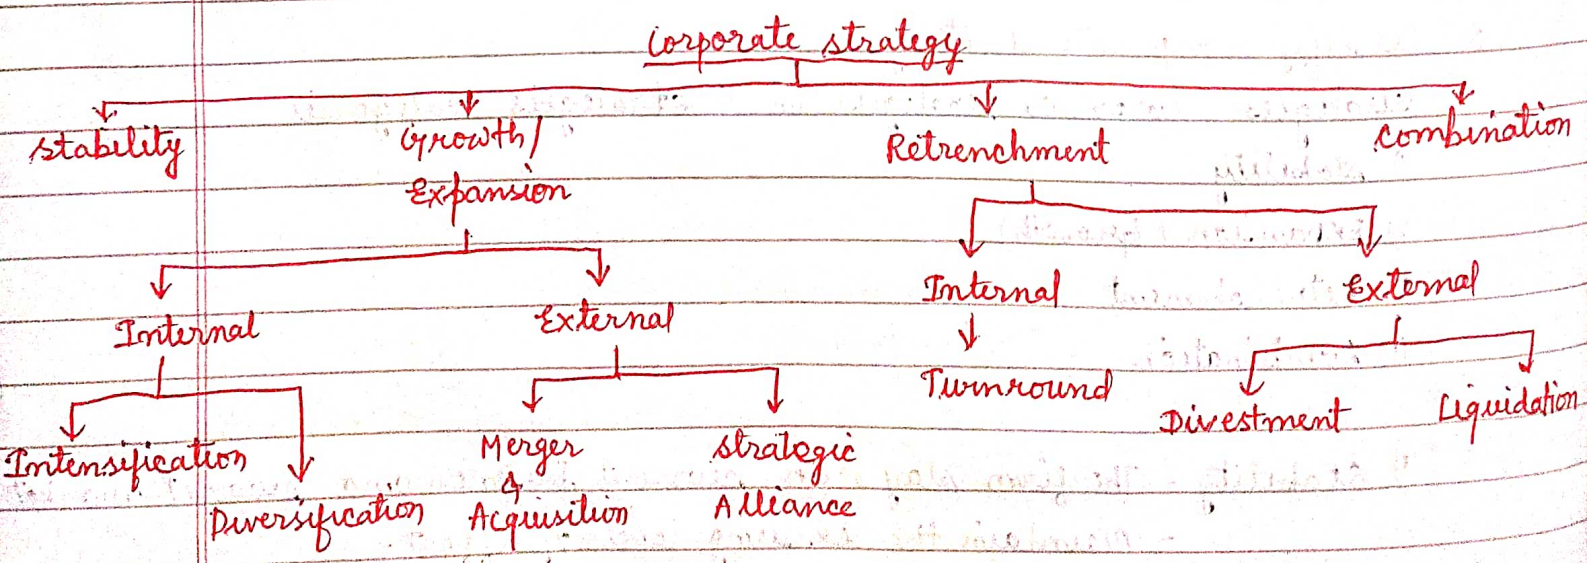 Corporate strategy
Stability Growth/ Retrenchment Combination
Expansion
Internal External Internal External
Turnround Divestment Liquidation
Intensification Merger Strategic
Diversification & Acquisition Alliance